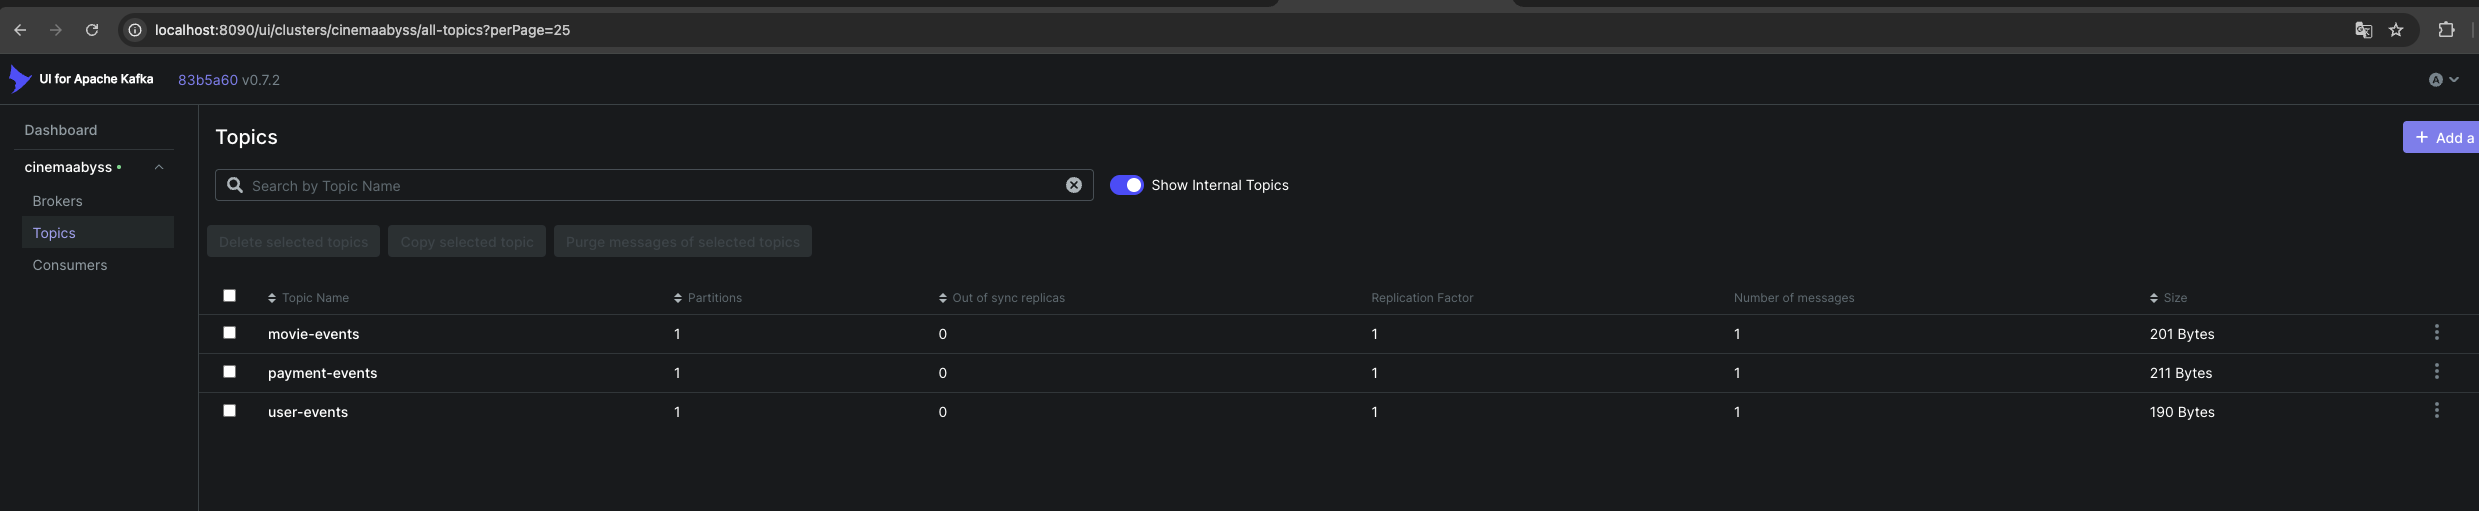 localhost:8090/ui/clusters/cinemaabyss/all-topics?perPage=25
UI for Apache Kafka 83b5a60 v0.7.2
A
Dashboard
cinemaabyss
Brokers
Topics
Consumers
Topics
+ Add a
Search by Topic Name
Show Internal Topics
Delete selected topics Copy selected topic Purge messages of selected topics
Topic Name Partitions Out of sync replicas Replication Factor Number of messages Size
movie-events 1 0 1 1 201 Bytes
payment-events 1 0 1 1 211 Bytes
user-events 1 0 1 1 190 Bytes